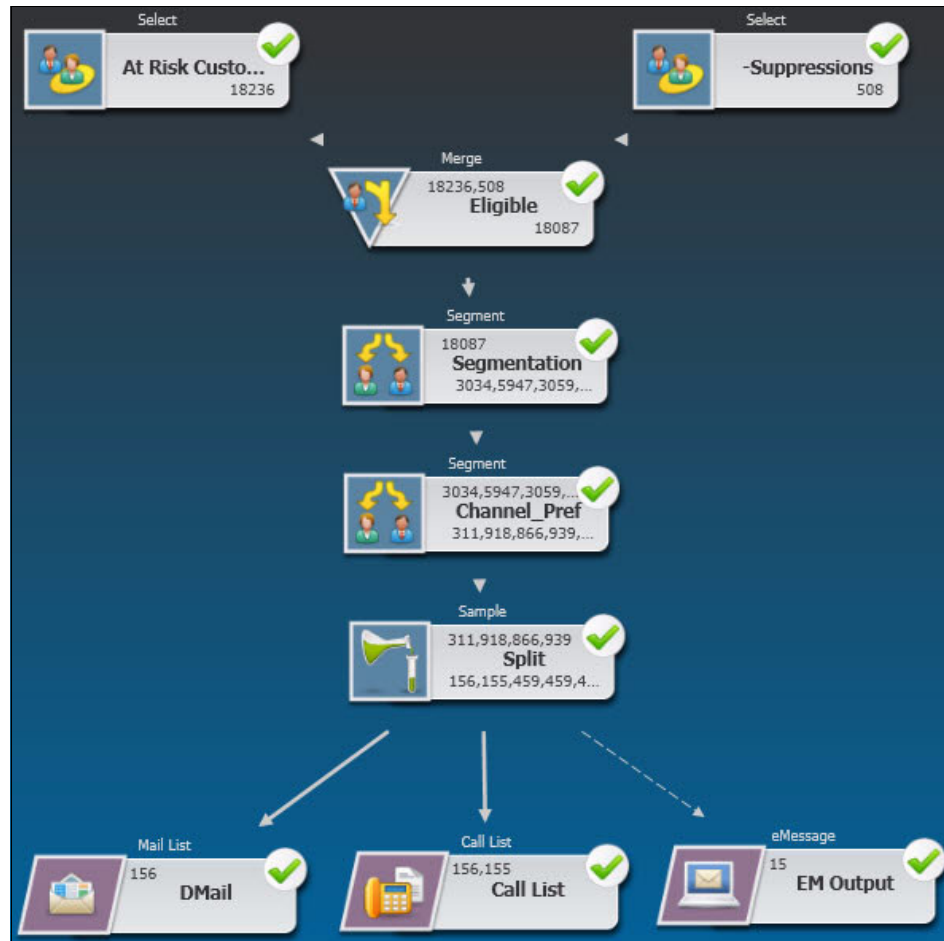 Select
At Risk Custo...
18236
Select
-Suppressions
508
Merge
18236,508
Eligible
18087
Segment
18087
Segmentation
3034,5947,3059,...
Segment
3034,5947,3059,...
Channel_Pref
311,918,866,939,...
Sample
311,918,866,939
Split
156,155,459,459,4...
Mail List
156
DMail
Call List
156,155
Call List
eMessage
15
EM Output